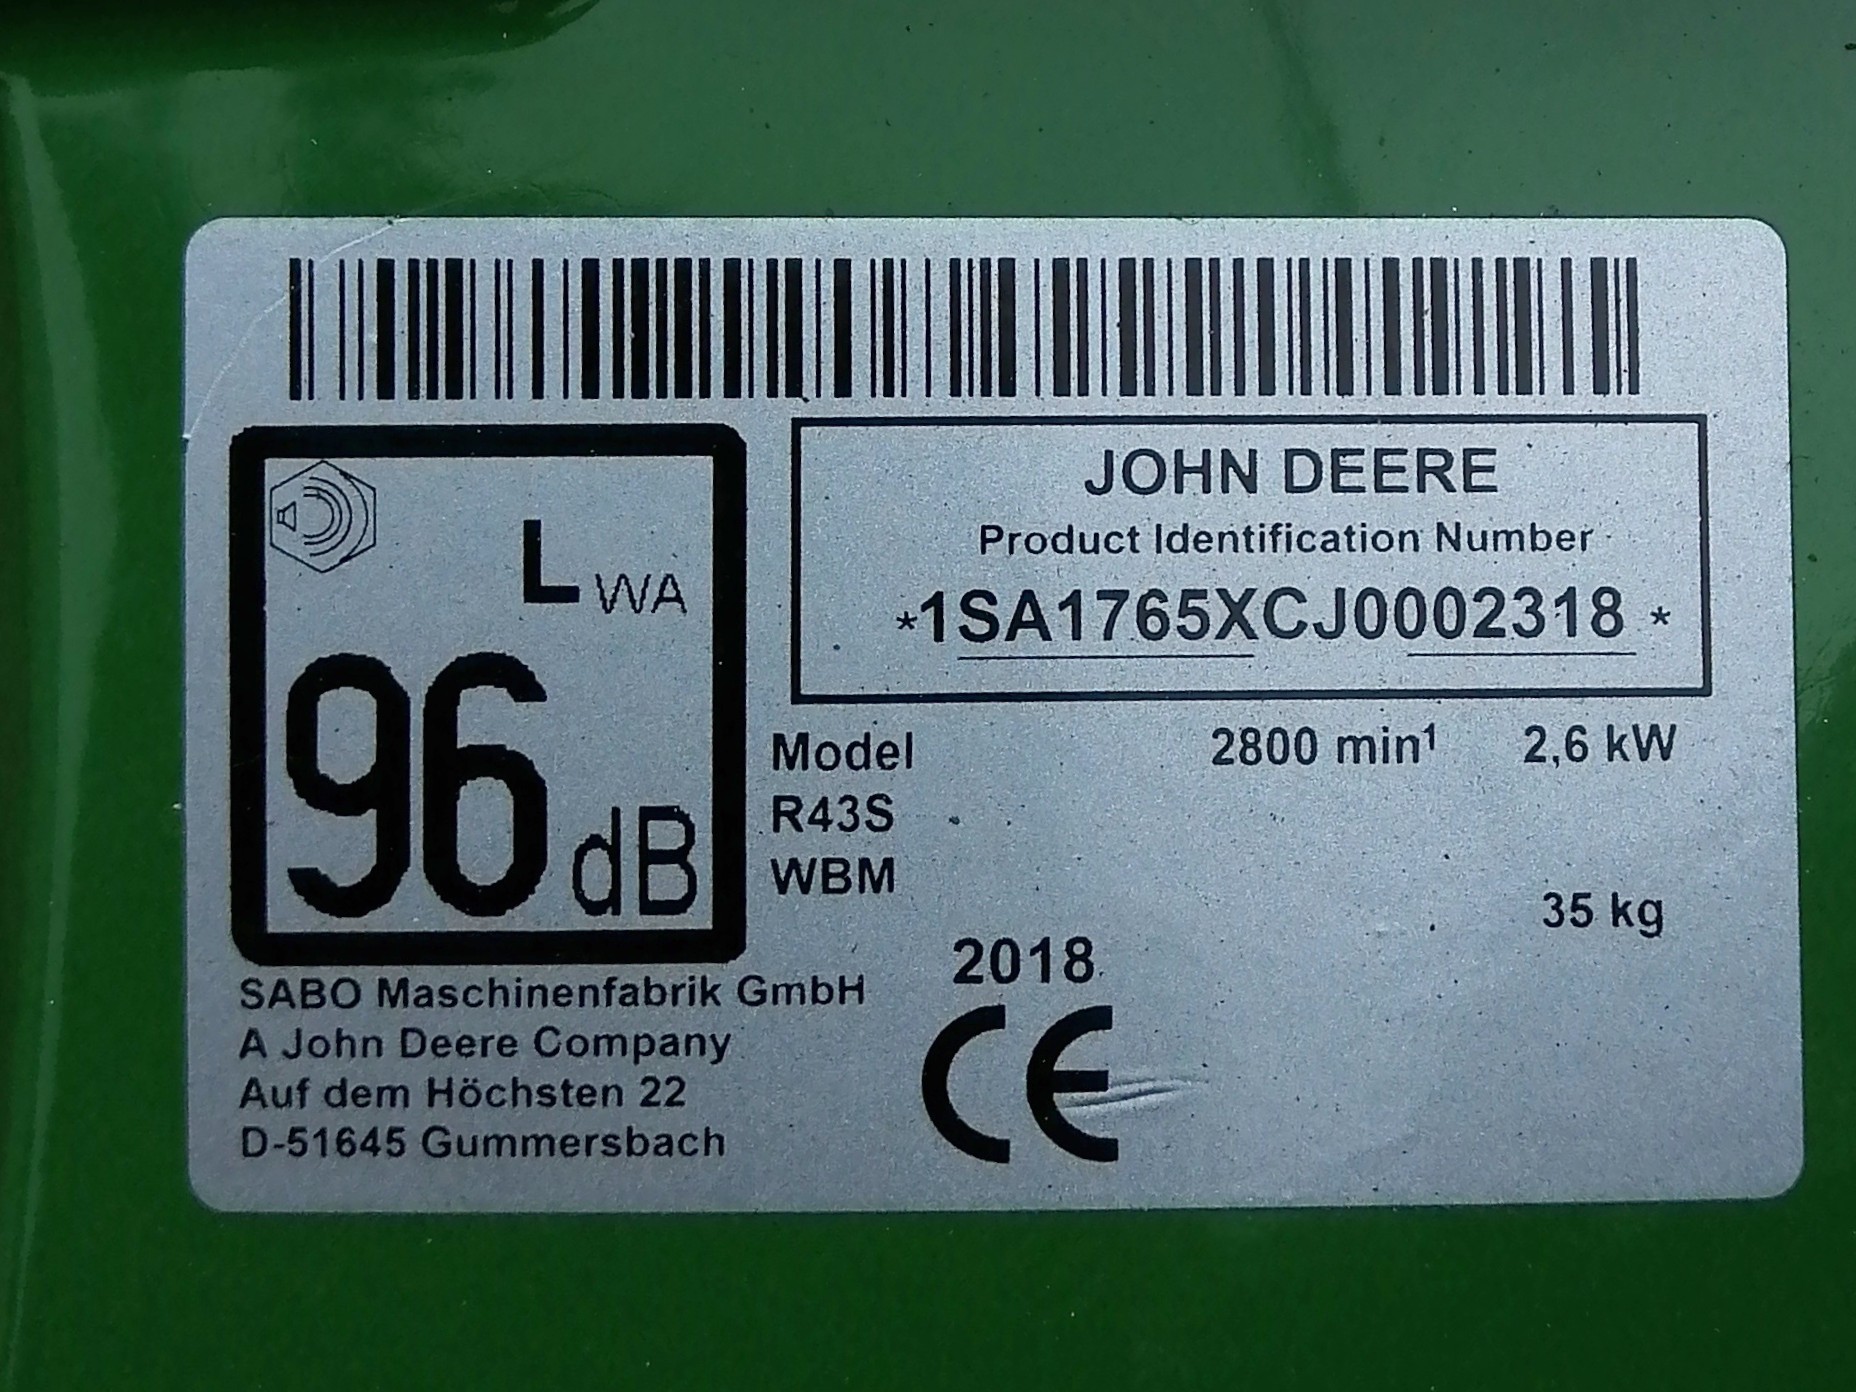 L WA
96 dB
JOHN DEERE
Product Identification Number
*1SA1765XCJ0002318 *
Model
2800 min¹ 2,6 kW
R43S
WBM
35 kg
2018
CE
SABO Maschinenfabrik GmbH
A John Deere Company
Auf dem Höchsten 22
D-51645 Gummersbach